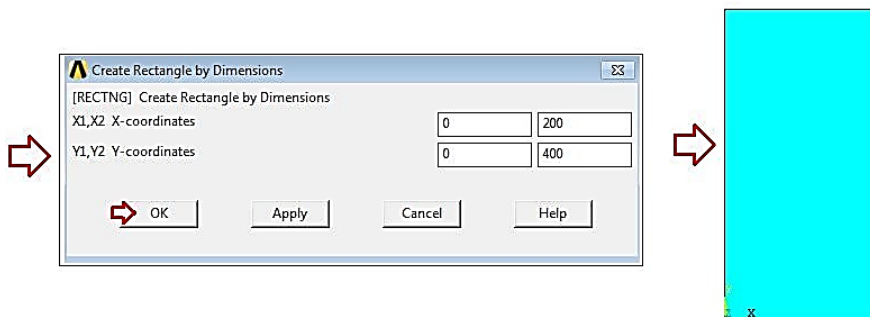 Create Rectangle by Dimensions
[RECTNG] Create Rectangle by Dimensions
X1,X2 X-coordinates 0 200
Y1,Y2 Y-coordinates 0 400
OK Apply Cancel Help
Y
Z X